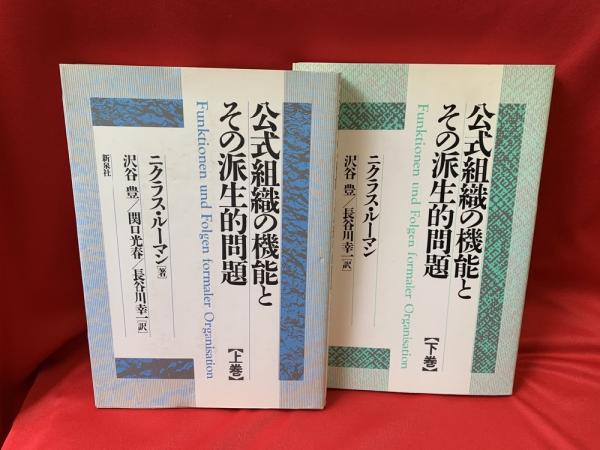 公式組織の機能と
その派生的問題
Funktionen und Folgen formaler Organisation
【上巻】
ニクラス・ルーマン[著]
沢谷 豊/関口光春/長谷川幸一[訳]
新泉社
公式組織の機能と
その派生的問題
Funktionen und Folgen formaler Organisation
【下巻】
ニクラス・ルーマン
沢谷 豊/長谷川幸一[訳]